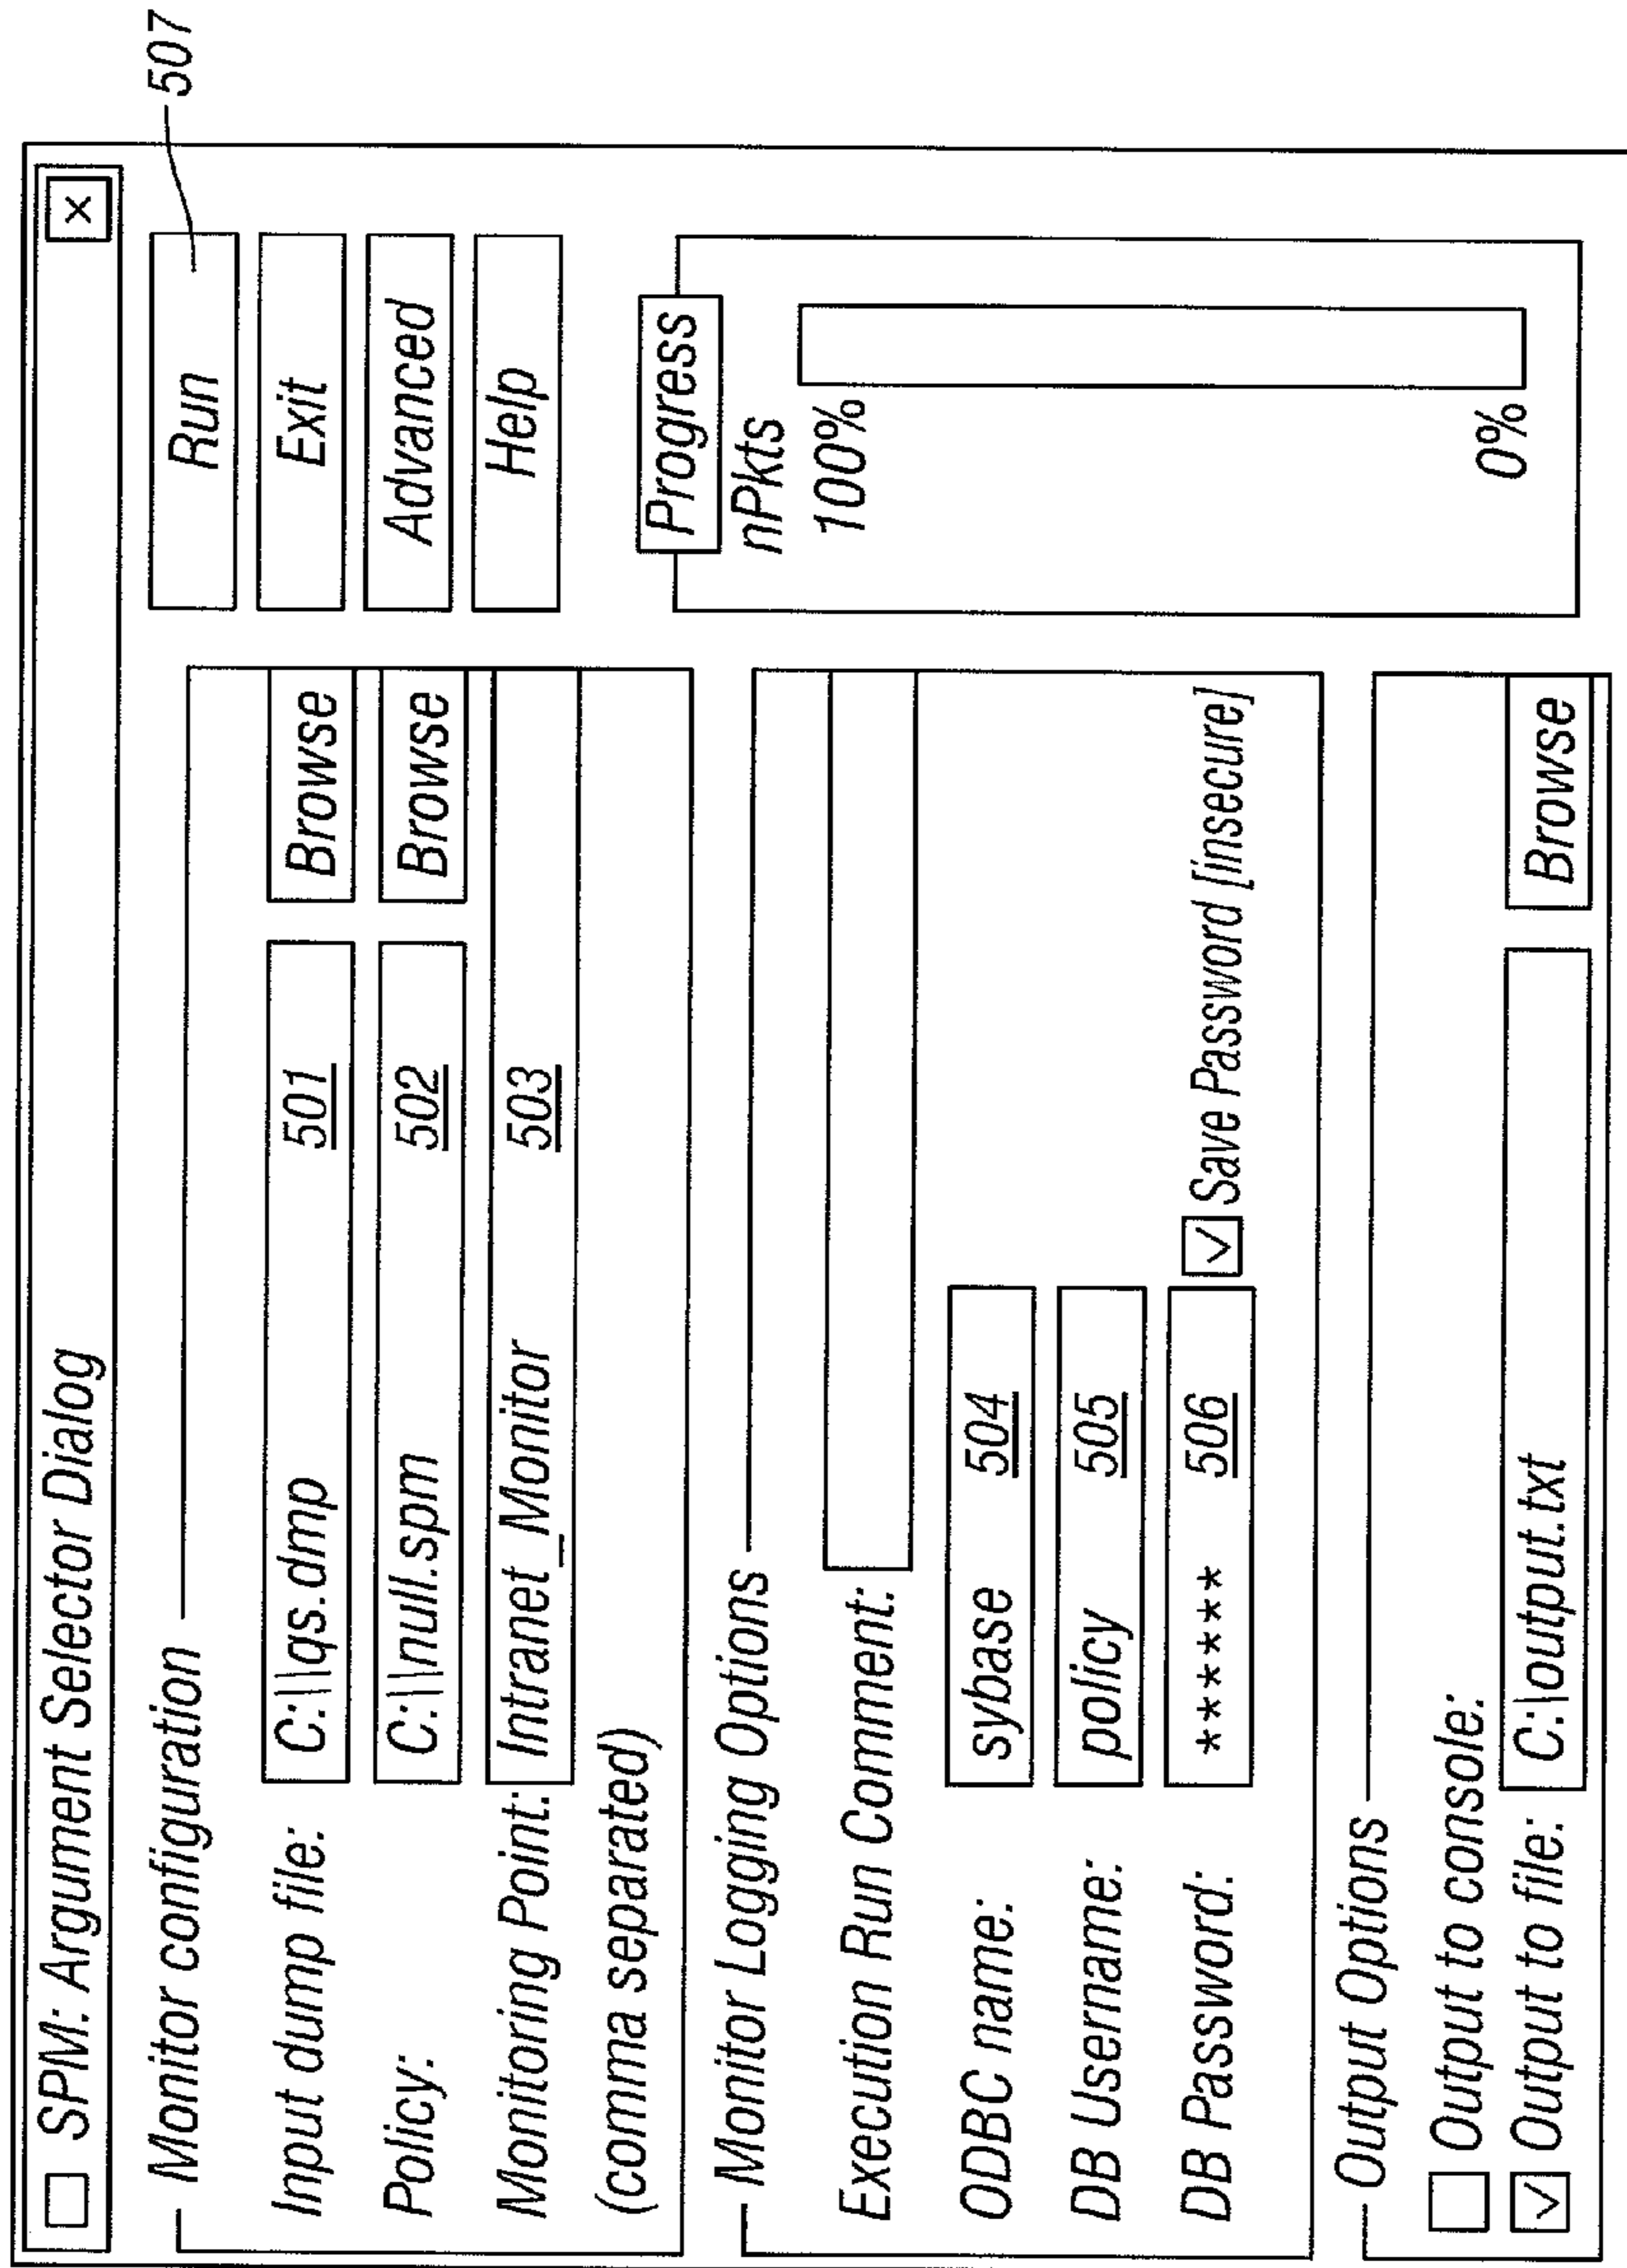 SPM: Argument Selector Dialog ×
507
Run
Exit
Advanced
Help
Monitor configuration
Input dump file: C:\\qs.dmp 501 Browse
Policy: C:\\null.spm 502 Browse
Monitoring Point: Intranet_Monitor 503
(comma separated)
Progress
nPkts
100%
0%
Monitor Logging Options
Execution Run Comment:
ODBC name: sybase 504
DB Username: policy 505
DB Password: ****** 506 Save Password [insecure]
Output Options
Output to console:
Output to file: C:\output.txt Browse